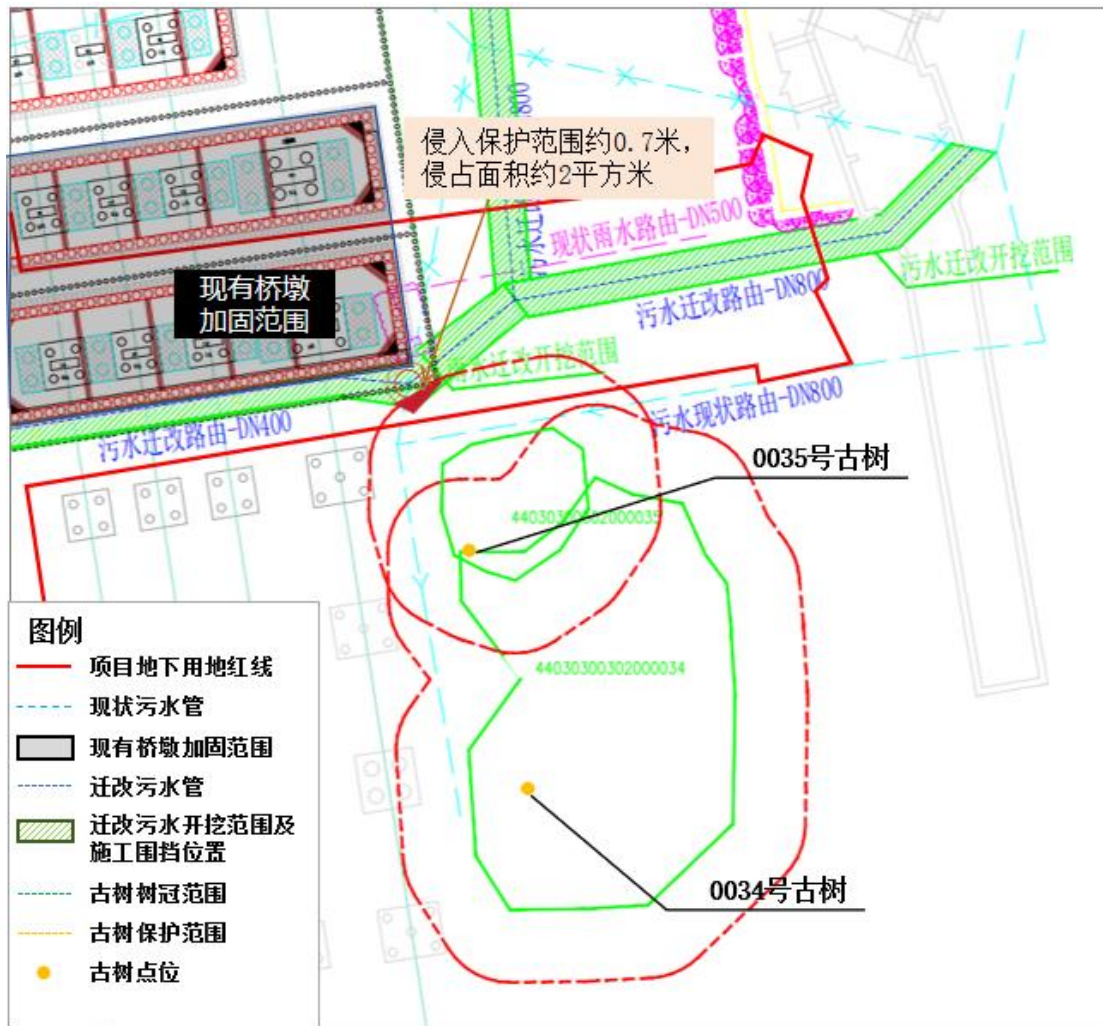 侵入保护范围约0.7米，
侵占面积约2平方米
现状雨水路由-DN500
污水迁改开挖范围
污水迁改路由-DN800
现有桥墩
加固范围
雨水迁改开挖范围
污水迁改路由-DN400
污水现状路由-DN800
0035号古树
44030300302000035
44030300302000034
0034号古树
图例
项目地下用地红线
现状污水管
现有桥墩加固范围
迁改污水管
迁改污水开挖范围及
施工围挡位置
古树树冠范围
古树保护范围
古树点位